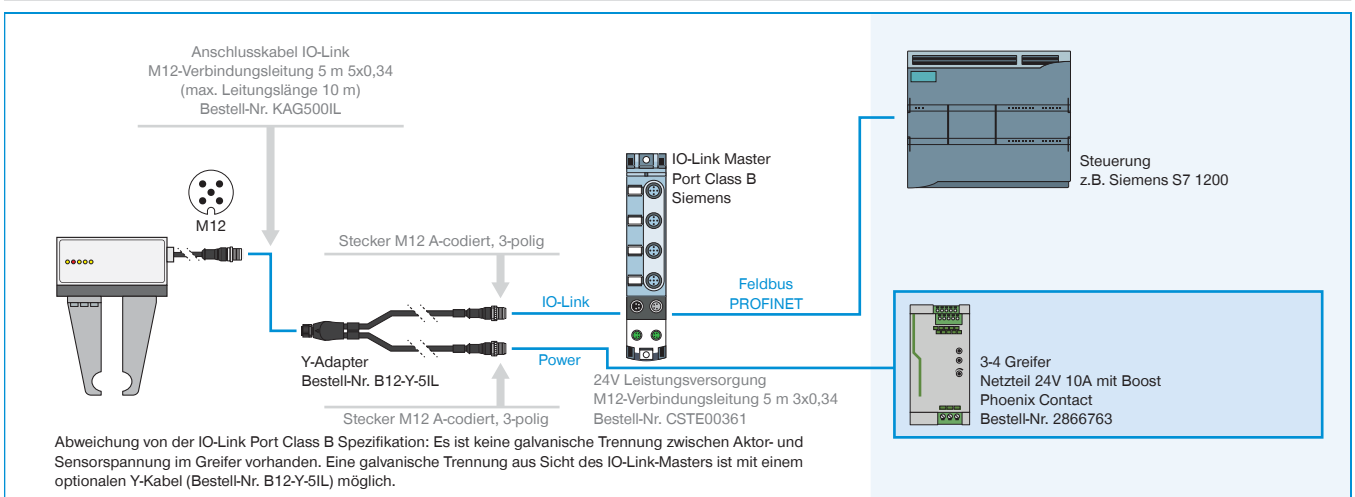 Anschlusskabel IO-Link
M12-Verbindungsleitung 5 m 5x0,34
(max. Leitungslänge 10 m)
Bestell-Nr. KAG500IL
M12
Stecker M12 A-codiert, 3-polig
IO-Link Master
Port Class B
Siemens
Steuerung
z.B. Siemens S7 1200
IO-Link
Feldbus
PROFINET
Y-Adapter
Bestell-Nr. B12-Y-5IL
Power
Stecker M12 A-codiert, 3-polig
24V Leistungsversorgung
M12-Verbindungsleitung 5 m 3x0,34
Bestell-Nr. CSTE00361
3-4 Greifer
Netzteil 24V 10A mit Boost
Phoenix Contact
Bestell-Nr. 2866763
Abweichung von der IO-Link Port Class B Spezifikation: Es ist keine galvanische Trennung zwischen Aktor- und
Sensorspannung im Greifer vorhanden. Eine galvanische Trennung aus Sicht des IO-Link-Masters ist mit einem
optionalen Y-Kabel (Bestell-Nr. B12-Y-5IL) möglich.